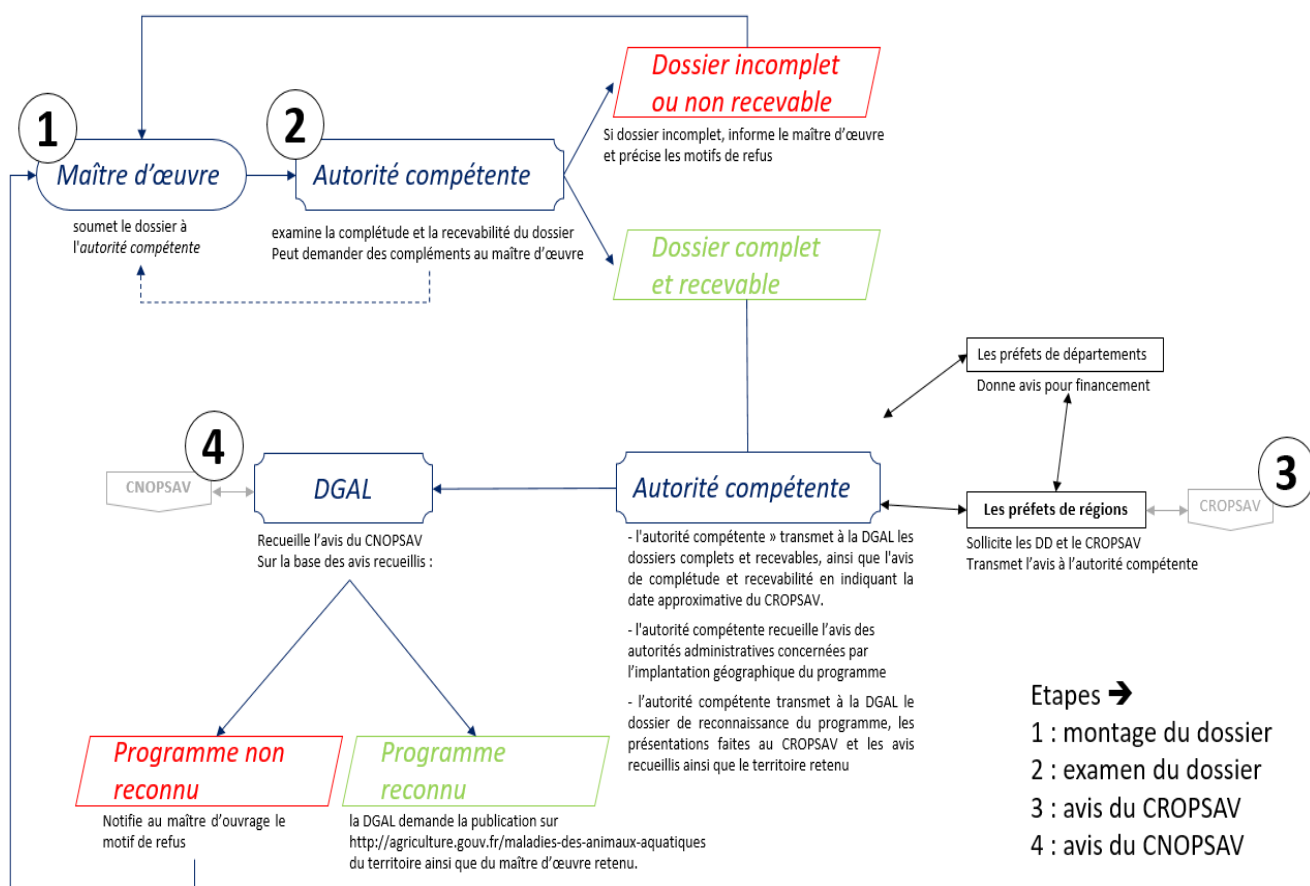 1
Maître d'œuvre
soumet le dossier à
l'autorité compétente
2
Autorité compétente
examine la complétude et la recevabilité du dossier
Peut demander des compléments au maître d'œuvre
Dossier incomplet
ou non recevable
Si dossier incomplet, informe le maître d'œuvre
et précise les motifs de refus
Dossier complet
et recevable
Les préfets de départements
Donne avis pour financement
3
CROPSAV
Les préfets de régions
Sollicite les DD et le CROPSAV
Transmet l'avis à l'autorité compétente
Autorité compétente
- l'autorité compétente » transmet à la DGAL les
dossiers complets et recevables, ainsi que l'avis
de complétude et recevabilité en indiquant la
date approximative du CROPSAV.
- l'autorité compétente recueille l'avis des
autorités administratives concernées par
l'implantation géographique du programme
- l'autorité compétente transmet à la DGAL le
dossier de reconnaissance du programme, les
présentations faites au CROPSAV et les avis
recueillis ainsi que le territoire retenu
4
CNOPSAV
DGAL
Recueille l'avis du CNOPSAV
Sur la base des avis recueillis :
Programme non
reconnu
Notifie au maître d'ouvrage le
motif de refus
Programme
reconnu
la DGAL demande la publication sur
http://agriculture.gouv.fr/maladies-des-animaux-aquatiques
du territoire ainsi que du maître d'œuvre retenu.
Etapes ➔
1 : montage du dossier
2 : examen du dossier
3 : avis du CROPSAV
4 : avis du CNOPSAV